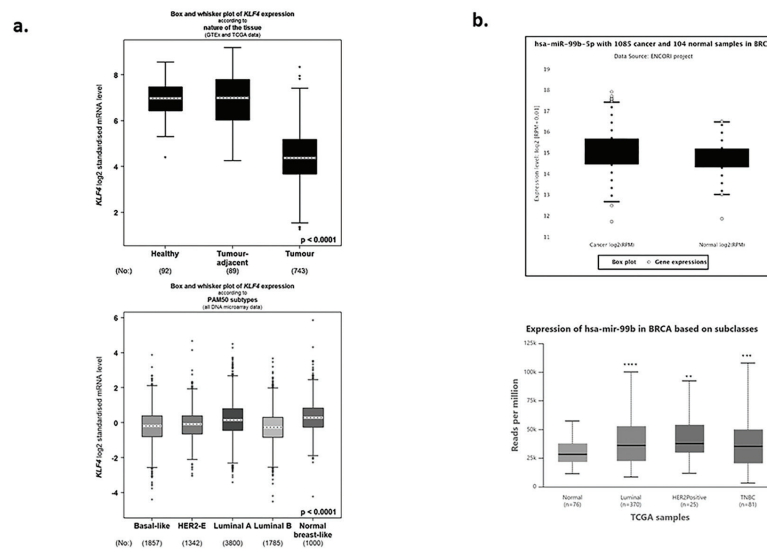 a.
Box and whisker plot of KLF4 expression
according to
nature of the tissue
(GTEx and TCGA data)
KLF4 log2 standardised mRNA level
8
6
4
2
p < 0.0001
Healthy
Tumour-adjacent
Tumour
(No:)
(92)
(89)
(743)
Box and whisker plot of KLF4 expression
according to
PAM50 subtypes
(all DNA microarray data)
KLF4 log2 standardised mRNA level
6
4
2
0
-2
-4
p < 0.0001
Basal-like
HER2-E
Luminal A
Luminal B
Normal
breast-like
(No:)
(1857)
(1342)
(3800)
(1785)
(1000)
b.
hsa-miR-99b-5p with 1085 cancer and 104 normal samples in BRC
Data Source: ENCORI project
Expression level: log2 [RPM+0.01]
19
18
17
16
15
14
13
12
11
Cancer log2(RPM)
Normal log2(RPM)
Box plot
Gene expressions
Expression of hsa-mir-99b in BRCA based on subclasses
Reads per million
125k
100k
75k
50k
25k
0
****
**
***
Normal
(n=76)
Luminal
(n=370)
HER2Positive
(n=25)
TNBC
(n=81)
TCGA samples